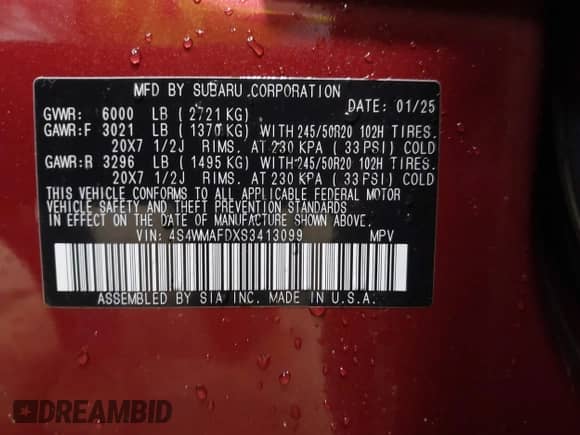 MFD BY SUBARU CORPORATION
DATE: 01/25
GVWR: 6000 LB ( 2721 KG)
GAWR:F 3021 LB ( 1370 KG) WITH 245/50R20 102H TIRES.
20X7 1/2J RIMS. AT 230 KPA ( 33 PSI) COLD
GAWR:R 3296 LB ( 1495 KG) WITH 245/50R20 102H TIRES.
20X7 1/2J RIMS. AT 230 KPA ( 33 PSI) COLD
THIS VEHICLE CONFORMS TO ALL APPLICABLE FEDERAL MOTOR
VEHICLE SAFETY AND THEFT PREVENTION STANDARDS
IN EFFECT ON THE DATE OF MANUFACTURE SHOWN ABOVE.
VIN: 4S4WMAFDXS3413099 MPV
ASSEMBLED BY SIA INC. MADE IN U.S.A.
DREAMBID